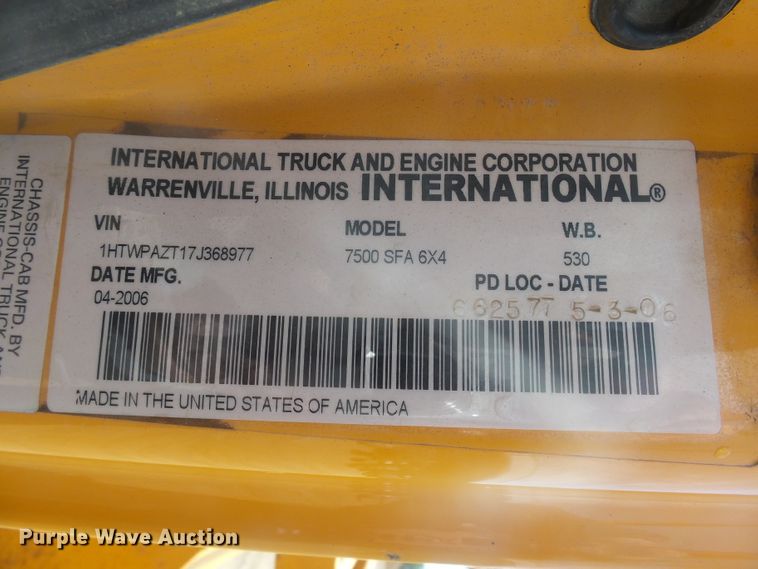 INTERNATIONAL TRUCK AND ENGINE CORPORATION
WARRENVILLE, ILLINOIS INTERNATIONAL®
VIN MODEL W.B.
1HTWPAZT17J368977 7500 SFA 6X4 530
DATE MFG. PD LOC - DATE
04-2006 662577 5-3-06
MADE IN THE UNITED STATES OF AMERICA
CHASSIS-CAB MFD. BY
INTERNATIONAL TRUCK AND
Purple Wave Auction®